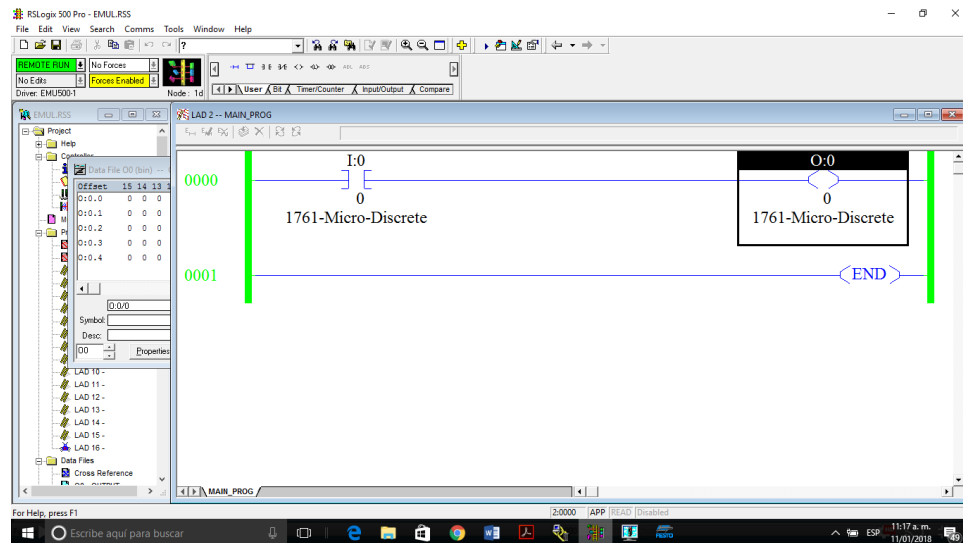 RSLogix 500 Pro - EMUL.RSS
File Edit View Search Comms Tools Window Help
?
REMOTE RUN
No Forces
No Edits
Forces Enabled
Driver: EMU500-1
Node: 1d
User
Bit
Timer/Counter
Input/Output
Compare
EMUL.RSS
Project
Help
Data File O0 (bin) --
Offset 15 14 13
O:0.0 0 0 0
O:0.1 0 0 0
O:0.2 0 0 0
O:0.3 0 0 0
O:0.4 0 0 0
O:0/0
Symbol:
Desc:
O0
Properties
LAD 10 -
LAD 11 -
LAD 12 -
LAD 13 -
LAD 14 -
LAD 15 -
LAD 16 -
Data Files
Cross Reference
LAD 2 -- MAIN_PROG
0000
I:0
0
1761-Micro-Discrete
O:0
0
1761-Micro-Discrete
0001
END
MAIN_PROG
For Help, press F1
2:0000 APP READ Disabled
Escribe aquí para buscar
FESTO
ESP
11:17 a. m.
11/01/2018
49